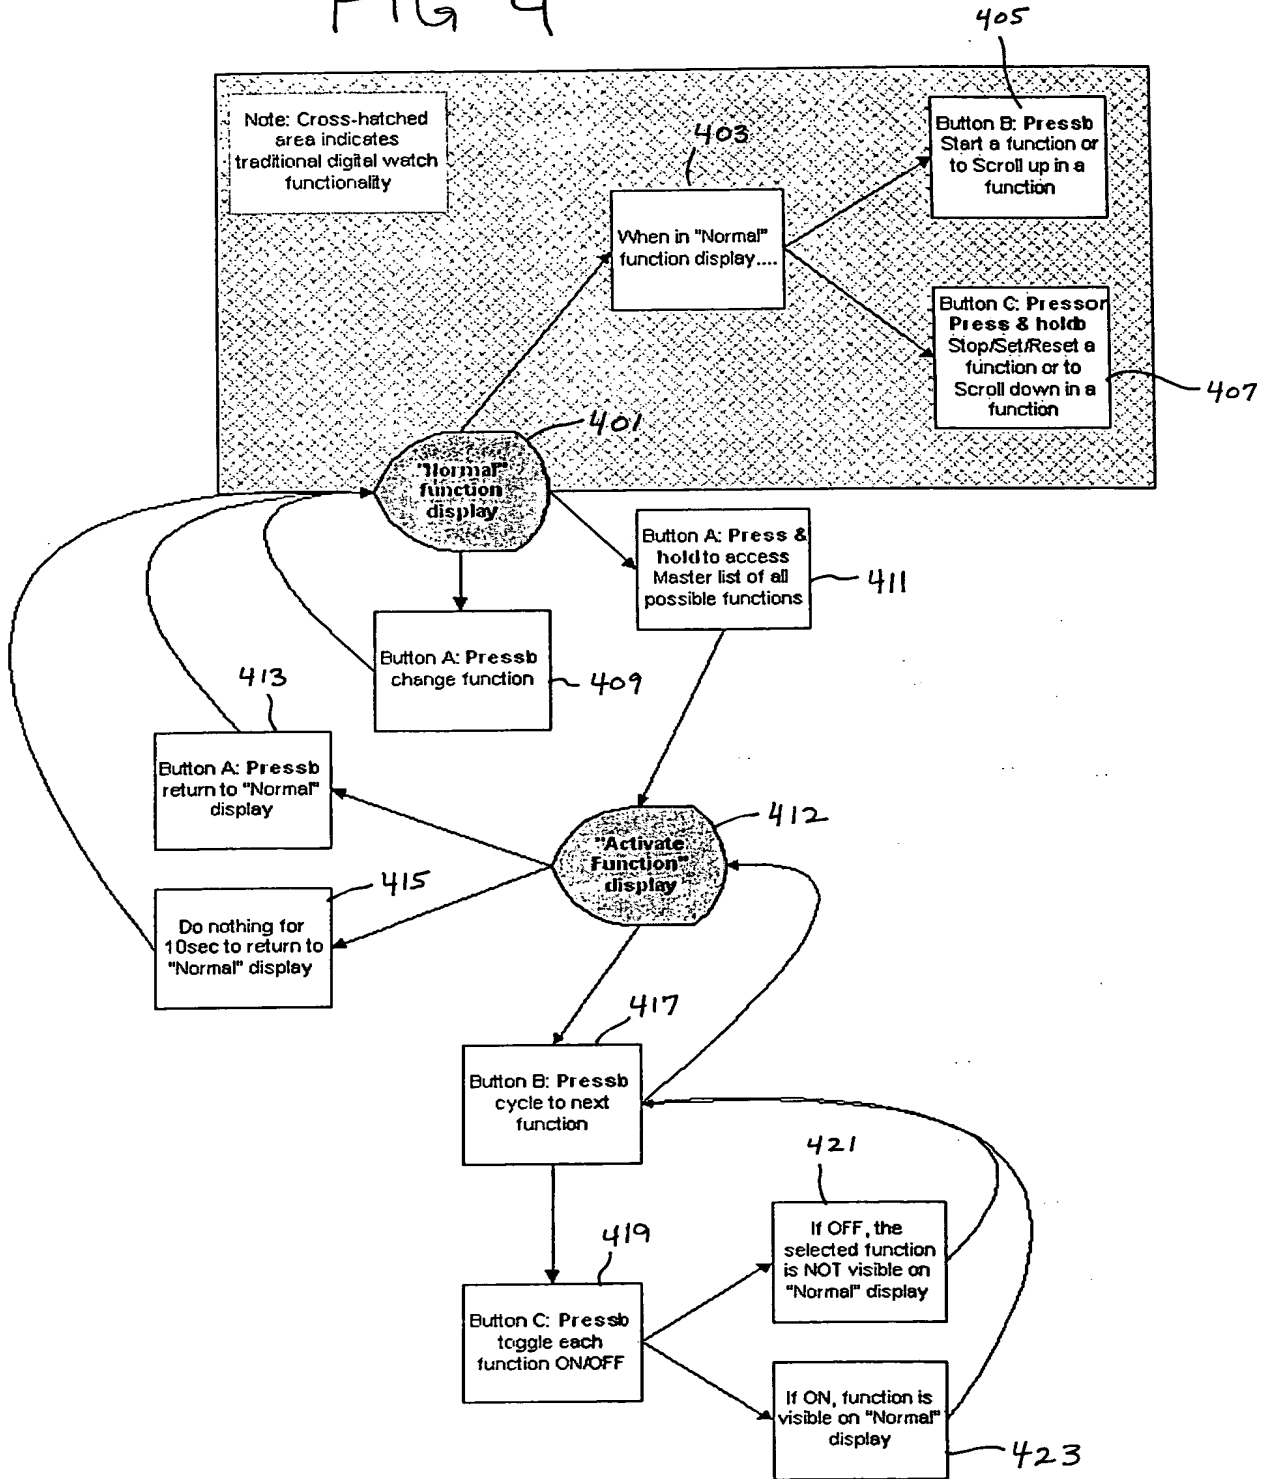 FIG 4
405
Note: Cross-hatched
area indicates
traditional digital watch
functionality
403
Button B: Pressb
Start a function or
to Scroll up in a
function
When in "Normal"
function display....
Button C: Pressor
Press & holdb
Stop/Set/Reset a
function or to
Scroll down in a
function
407
401
"Normal"
function
display
Button A: Press &
hold to access
Master list of all
possible functions
411
Button A: Pressb
change function
409
413
Button A: Pressb
return to "Normal"
display
412
"Activate
Function"
display
415
Do nothing for
10sec to return to
"Normal" display
417
Button B: Pressb
cycle to next
function
421
If OFF, the
selected function
is NOT visible on
"Normal" display
419
Button C: Pressb
toggle each
function ON/OFF
If ON, function is
visible on "Normal"
display
423